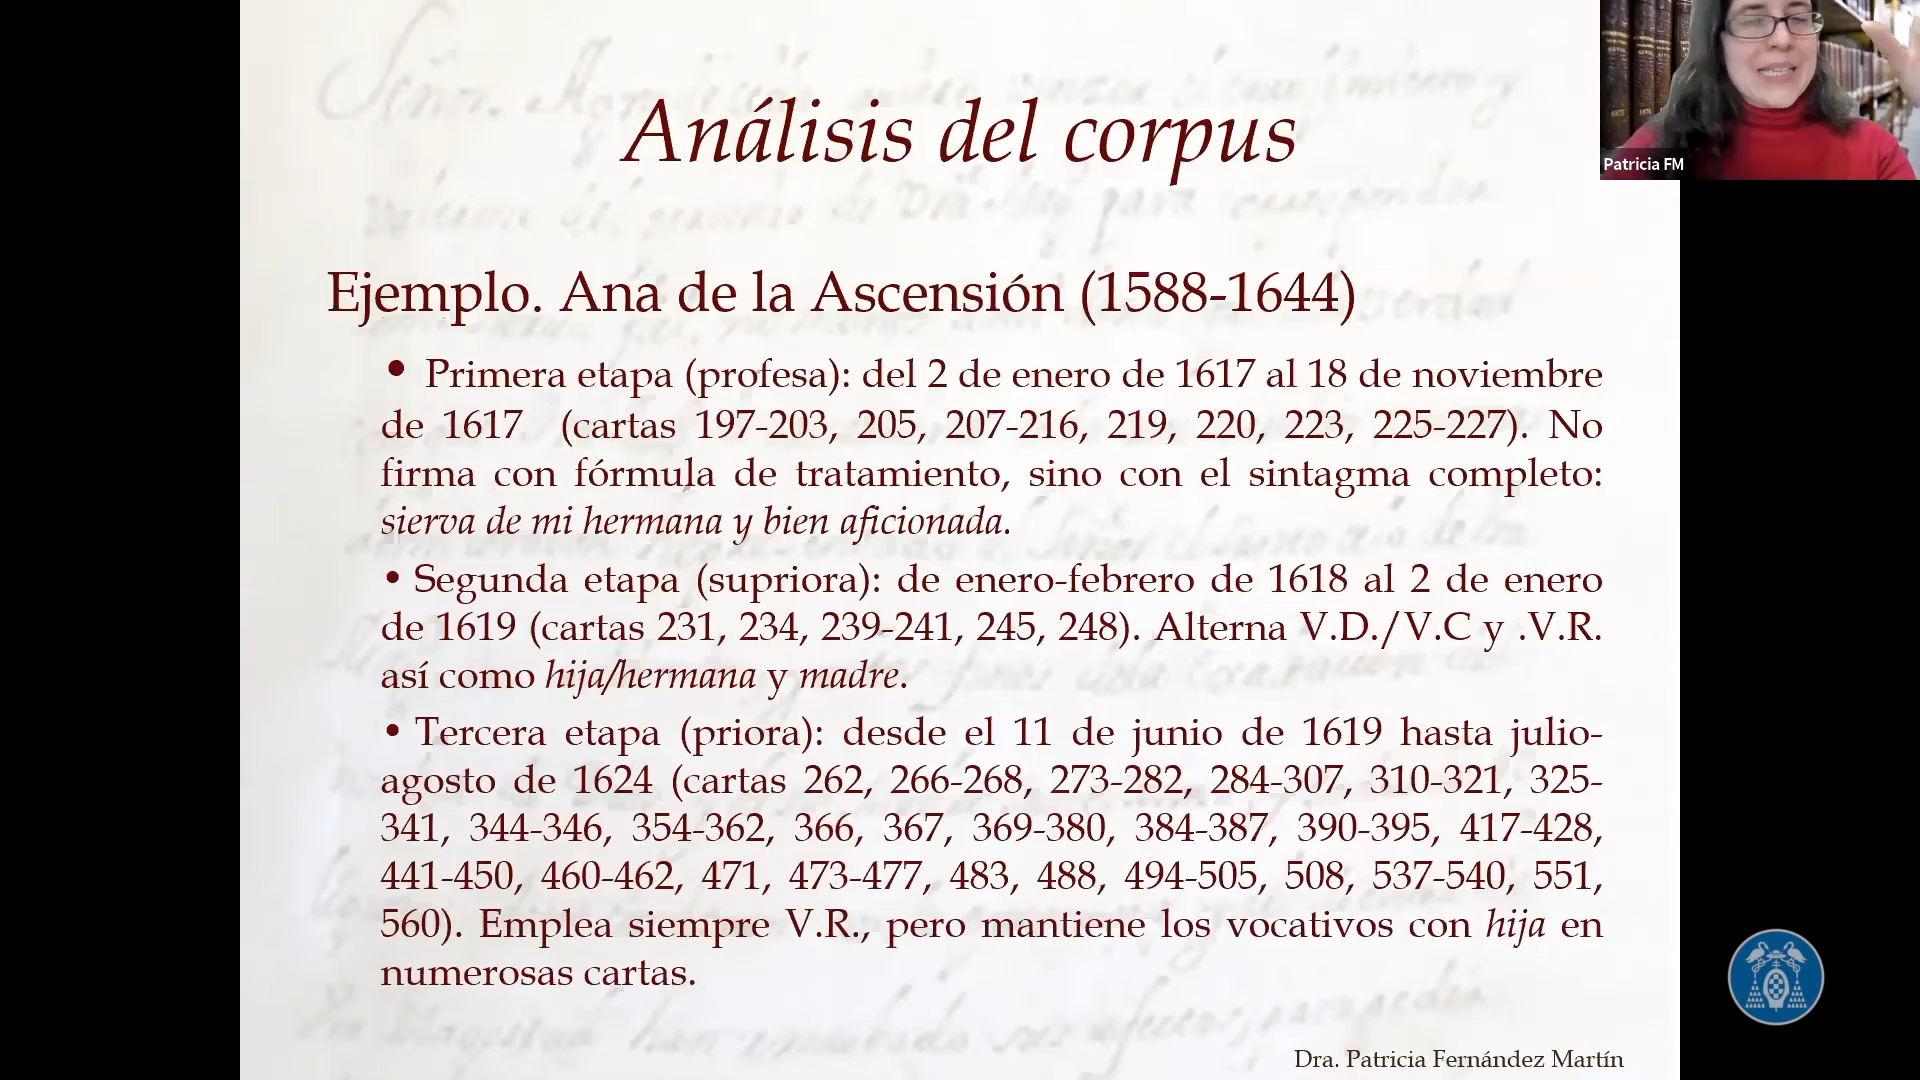 Análisis del corpus
Patricia FM
Ejemplo. Ana de la Ascensión (1588-1644)
• Primera etapa (profesa): del 2 de enero de 1617 al 18 de noviembre
de 1617 (cartas 197-203, 205, 207-216, 219, 220, 223, 225-227). No
firma con fórmula de tratamiento, sino con el sintagma completo:
sierva de mi hermana y bien aficionada.
• Segunda etapa (supriora): de enero-febrero de 1618 al 2 de enero
de 1619 (cartas 231, 234, 239-241, 245, 248). Alterna V.D./V.C y .V.R.
así como hija/hermana y madre.
• Tercera etapa (priora): desde el 11 de junio de 1619 hasta julio-
agosto de 1624 (cartas 262, 266-268, 273-282, 284-307, 310-321, 325-
341, 344-346, 354-362, 366, 367, 369-380, 384-387, 390-395, 417-428,
441-450, 460-462, 471, 473-477, 483, 488, 494-505, 508, 537-540, 551,
560). Emplea siempre V.R., pero mantiene los vocativos con hija en
numerosas cartas.
Dra. Patricia Fernández Martín